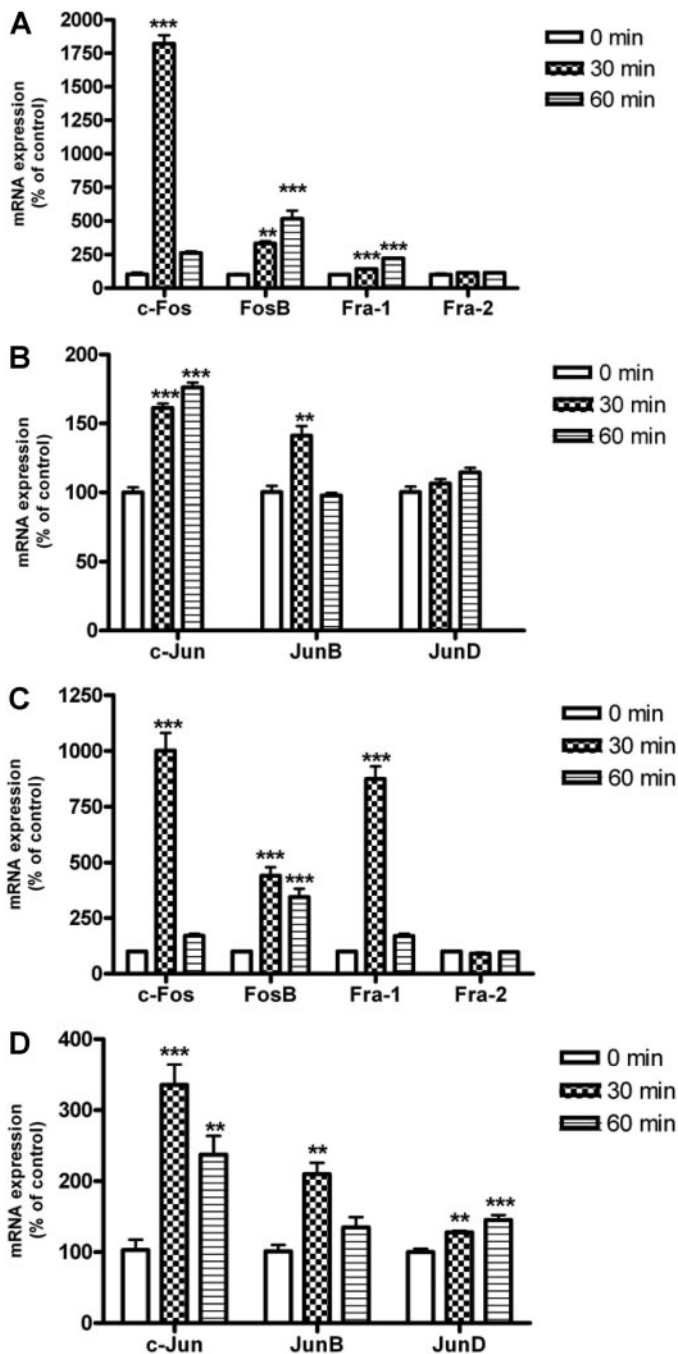 A
mRNA expression
(% of control)
2000
1750
1500
1250
1000
750
500
250
0
***
**
***
***
***
c-Fos FosB Fra-1 Fra-2
0 min
30 min
60 min
B
mRNA expression
(% of control)
200
150
100
50
0
***
***
**
c-Jun JunB JunD
0 min
30 min
60 min
C
mRNA expression
(% of control)
1250
1000
750
500
250
0
***
***
***
***
c-Fos FosB Fra-1 Fra-2
0 min
30 min
60 min
D
mRNA expression
(% of control)
400
300
200
100
0
***
**
**
**
***
c-Jun JunB JunD
0 min
30 min
60 min